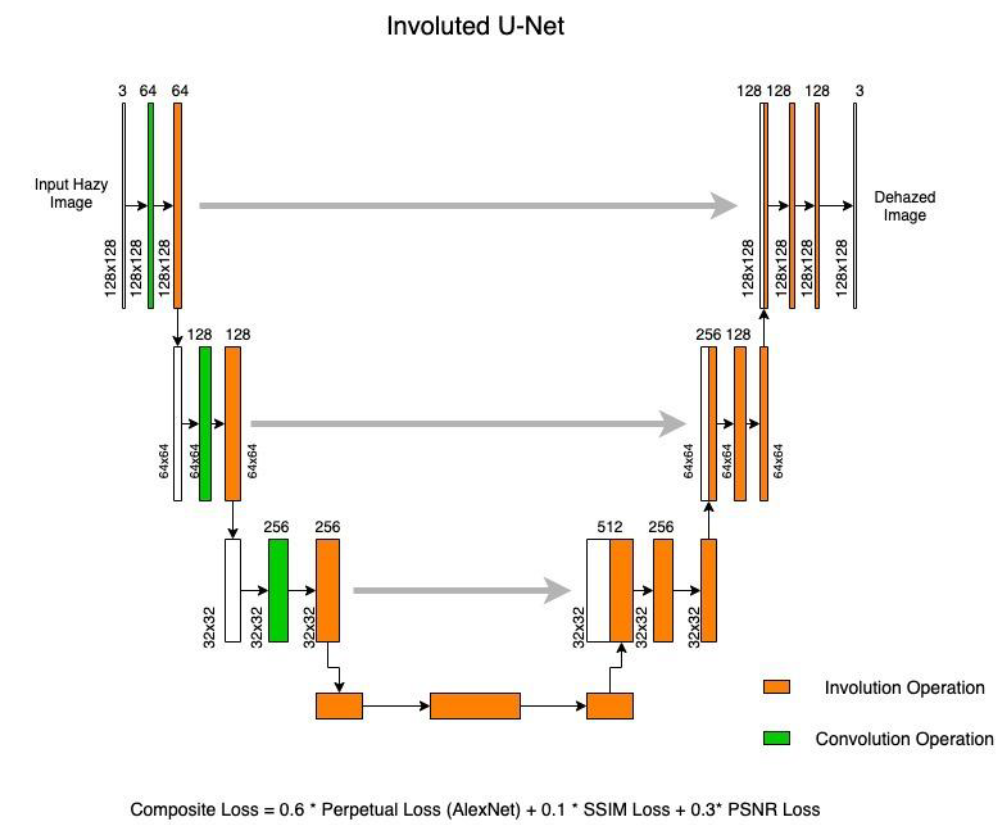 Involuted U-Net
3 64 64
128 128 128 3
Input Hazy
Image
Dehazed
Image
128x128
128x128
128x128
128x128
128x128
128x128
128x128
128 128
256 128
64x64
64x64
64x64
64x64
64x64
64x64
256 256
512 256
32x32
32x32
32x32
32x32
32x32
32x32
Involution Operation
Convolution Operation
Composite Loss = 0.6 * Perpetual Loss (AlexNet) + 0.1 * SSIM Loss + 0.3* PSNR Loss